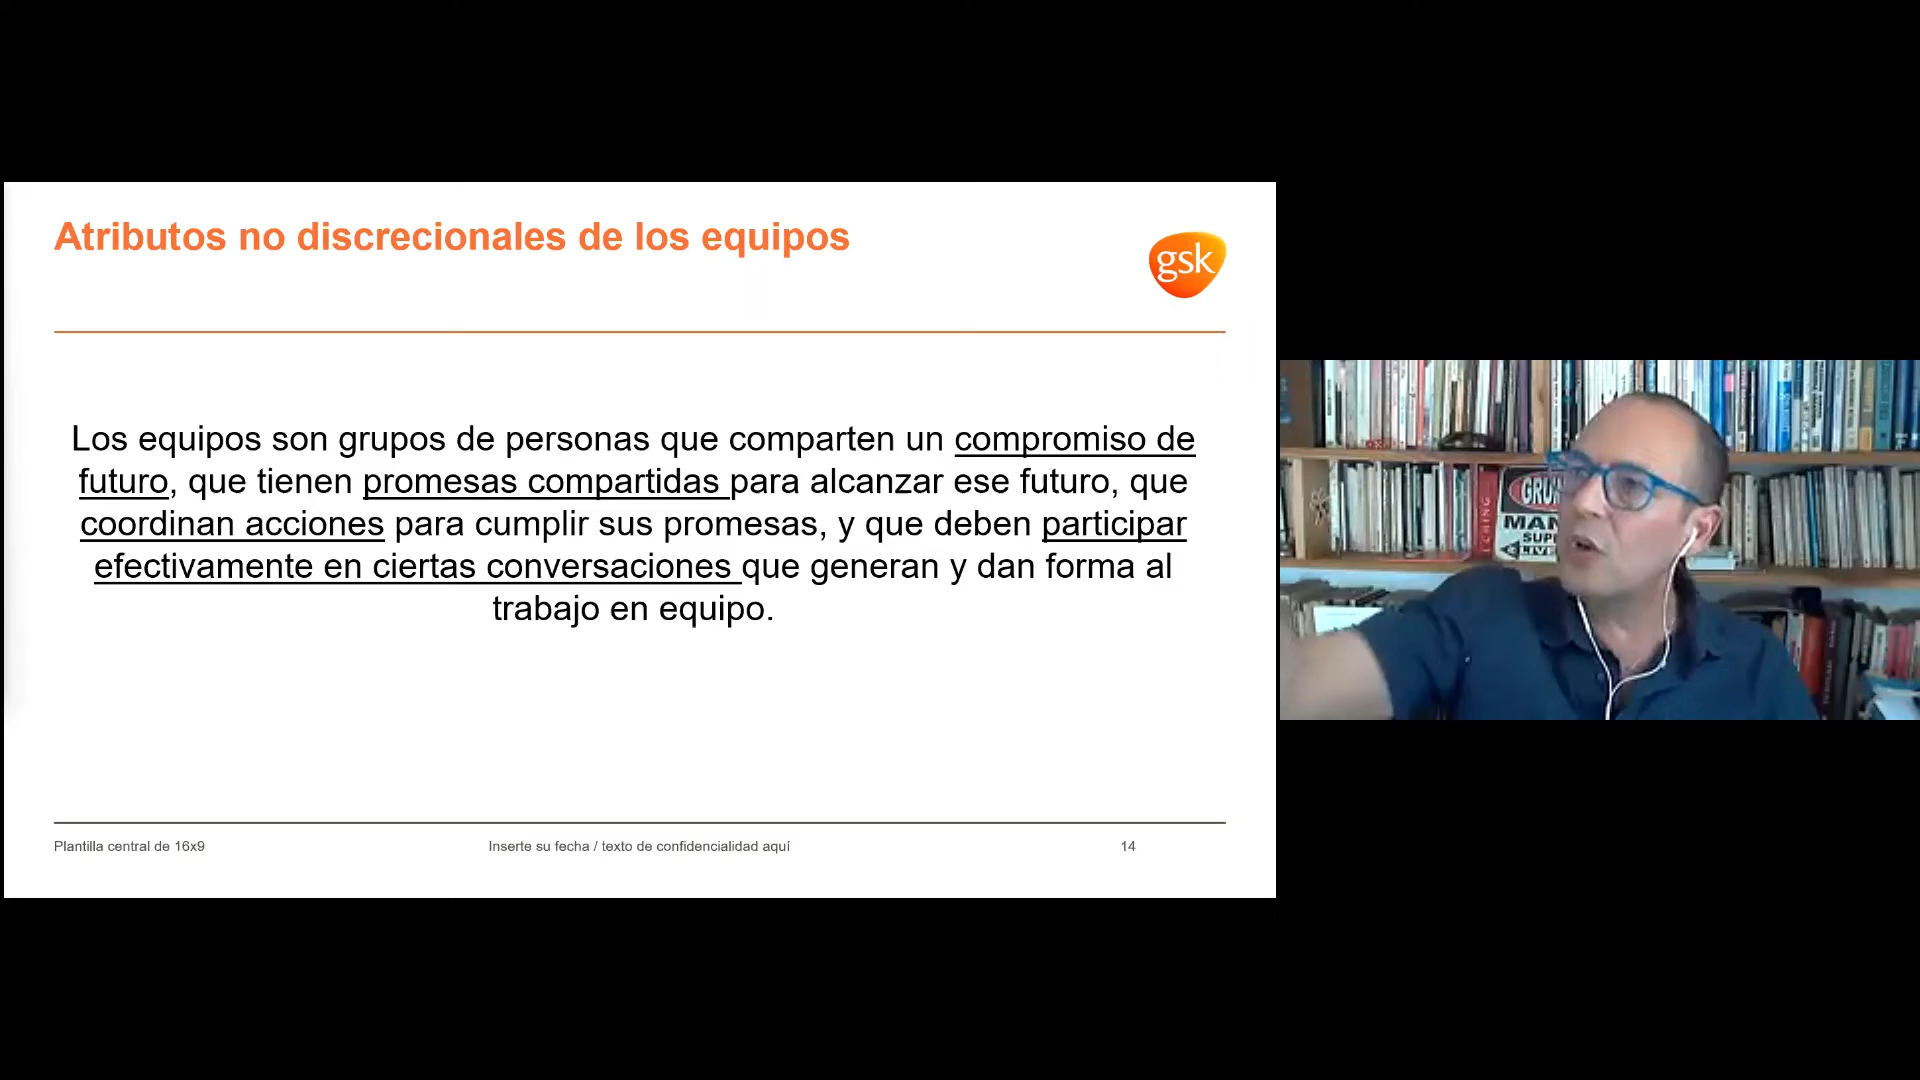 Atributos no discrecionales de los equipos
gsk
Los equipos son grupos de personas que comparten un compromiso de
futuro, que tienen promesas compartidas para alcanzar ese futuro, que
coordinan acciones para cumplir sus promesas, y que deben participar
efectivamente en ciertas conversaciones que generan y dan forma al
trabajo en equipo.
Plantilla central de 16x9
Inserte su fecha / texto de confidencialidad aquí
14